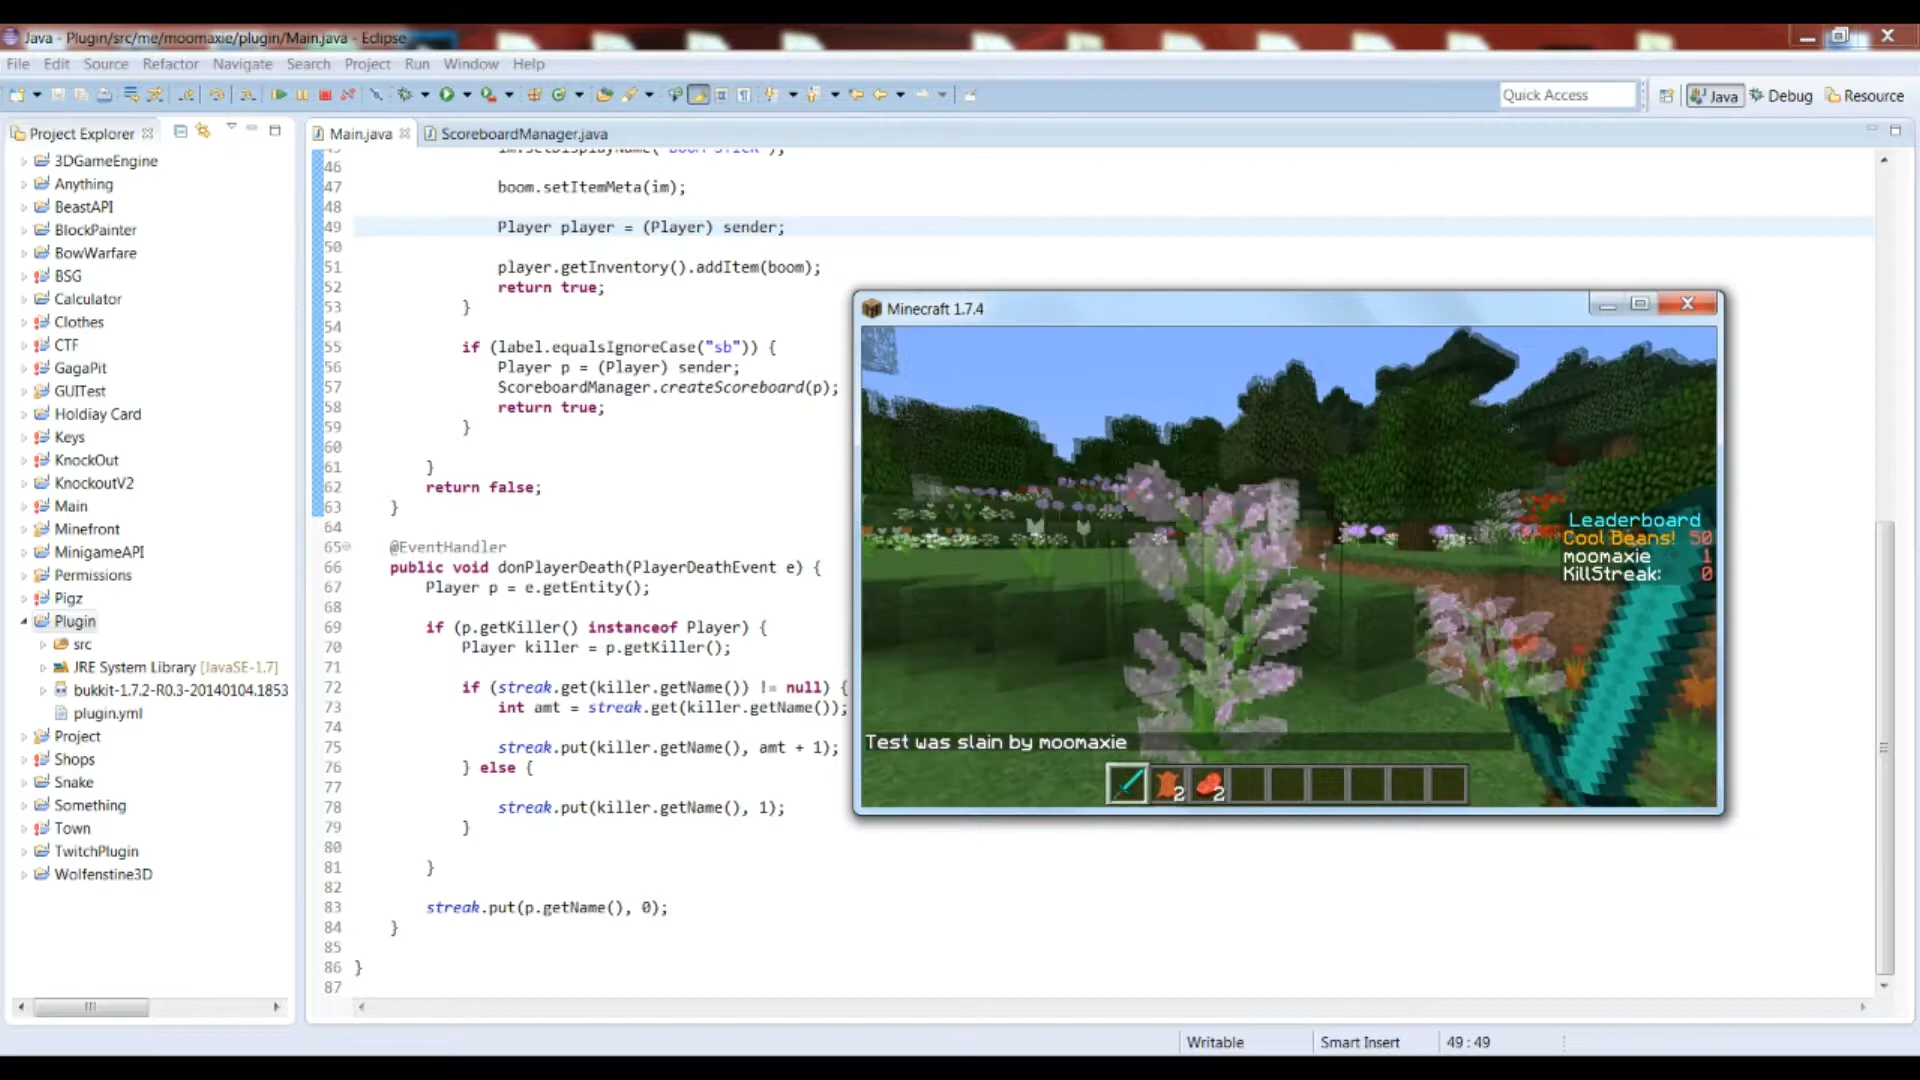 Java - Plugin/src/me/moomaxie/plugin/Main.java - Eclipse
File Edit Source Refactor Navigate Search Project Run Window Help
Quick Access
Java Debug Resource
Project Explorer
3DGameEngine
Anything
BeastAPI
BlockPainter
BowWarfare
BSG
Calculator
Clothes
CTF
GagaPit
GUITest
Holdiay Card
Keys
KnockOut
KnockoutV2
Main
Minefront
MinigameAPI
Permissions
Pigz
Plugin
src
JRE System Library [JavaSE-1.7]
bukkit-1.7.2-R0.3-20140104.1853
plugin.yml
Project
Shops
Snake
Something
Town
TwitchPlugin
Wolfenstine3D
Main.java ScoreboardManager.java
im.setDisplayName("Boom Stick");
46
47 boom.setItemMeta(im);
48
49 Player player = (Player) sender;
50
51 player.getInventory().addItem(boom);
52 return true;
53 }
54
55 if (label.equalsIgnoreCase("sb")) {
56 Player p = (Player) sender;
57 ScoreboardManager.createScoreboard(p);
58 return true;
59 }
60
61 }
62 return false;
63 }
64
65 @EventHandler
66 public void donPlayerDeath(PlayerDeathEvent e) {
67 Player p = e.getEntity();
68
69 if (p.getKiller() instanceof Player) {
70 Player killer = p.getKiller();
71
72 if (streak.get(killer.getName()) != null) {
73 int amt = streak.get(killer.getName());
74
75 streak.put(killer.getName(), amt + 1);
76 } else {
77
78 streak.put(killer.getName(), 1);
79 }
80
81 }
82
83 streak.put(p.getName(), 0);
84 }
85
86 }
87
Minecraft 1.7.4
Leaderboard
Cool Beans! 50
moomaxie 1
KillStreak: 0
Test was slain by moomaxie
2 2
Writable Smart Insert 49 : 49